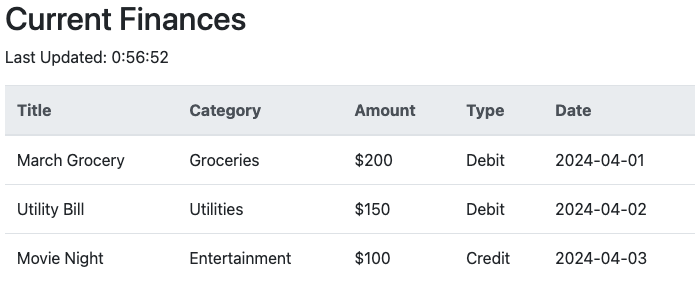 Current Finances
Last Updated: 0:56:52
Title Category Amount Type Date
March Grocery Groceries $200 Debit 2024-04-01
Utility Bill Utilities $150 Debit 2024-04-02
Movie Night Entertainment $100 Credit 2024-04-03